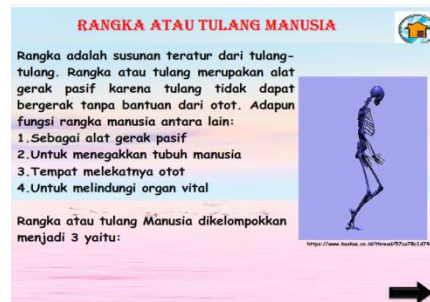 RANGKA ATAU TULANG MANUSIA
Rangka adalah susunan teratur dari tulang-
tulang. Rangka atau tulang merupakan alat
gerak pasif karena tulang tidak dapat
bergerak tanpa bantuan dari otot. Adapun
fungsi rangka manusia antara lain:
1.Sebagai alat gerak pasif
2.Untuk menegakkan tubuh manusia
3.Tempat melekatnya otot
4.Untuk melindungi organ vital
Rangka atau tulang Manusia dikelompokkan
menjadi 3 yaitu: